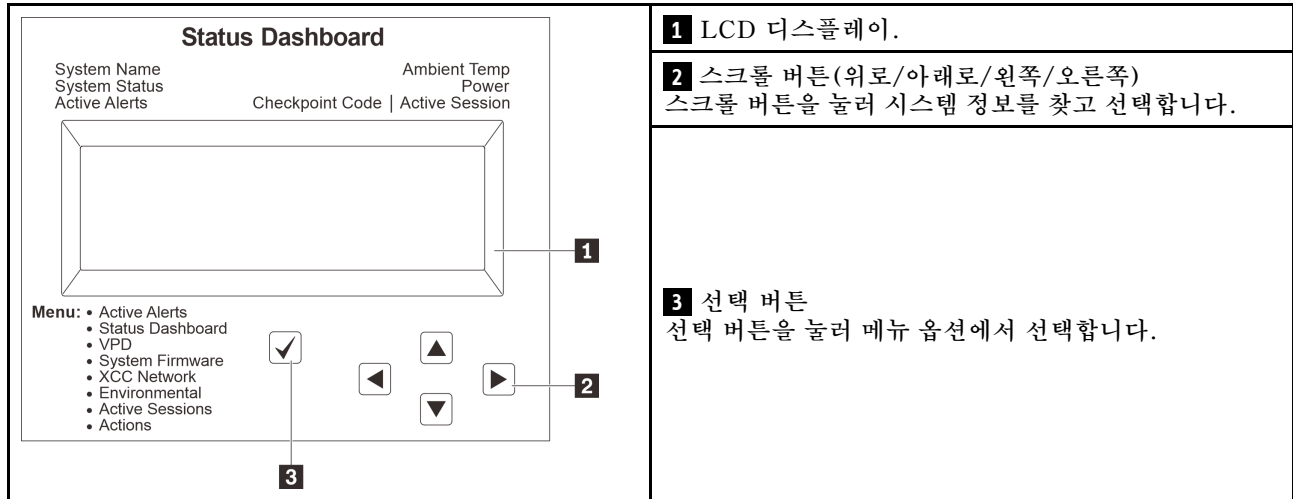 Status Dashboard
System Name Ambient Temp
System Status Power
Active Alerts Checkpoint Code | Active Session
1
Menu: • Active Alerts
• Status Dashboard
• VPD
• System Firmware
• XCC Network
• Environmental
• Active Sessions
• Actions
2
3
1 LCD 디스플레이.
2 스크롤 버튼(위로/아래로/왼쪽/오른쪽)
스크롤 버튼을 눌러 시스템 정보를 찾고 선택합니다.
3 선택 버튼
선택 버튼을 눌러 메뉴 옵션에서 선택합니다.